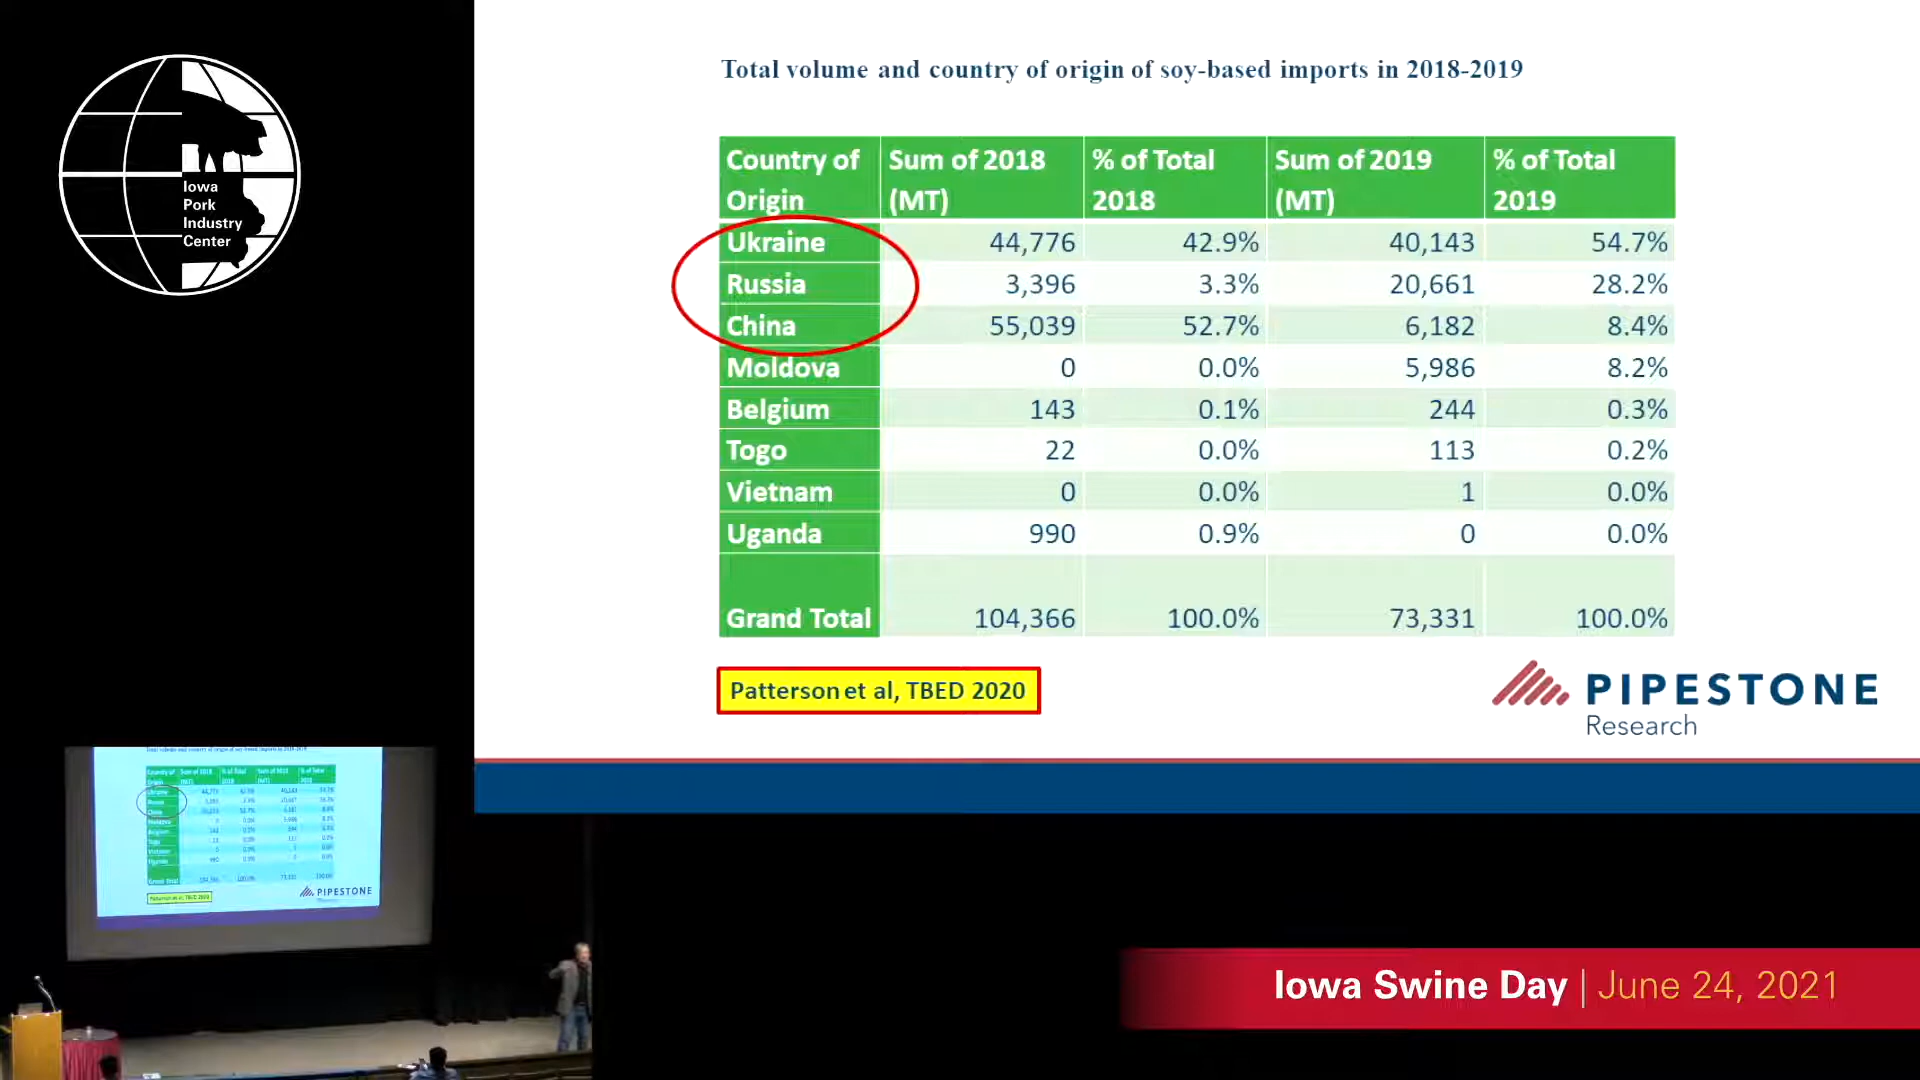 Iowa
Pork
Industry
Center
Total volume and country of origin of soy-based imports in 2018-2019
Country of Origin Sum of 2018 (MT) % of Total 2018 Sum of 2019 (MT) % of Total 2019
Ukraine 44,776 42.9% 40,143 54.7%
Russia 3,396 3.3% 20,661 28.2%
China 55,039 52.7% 6,182 8.4%
Moldova 0 0.0% 5,986 8.2%
Belgium 143 0.1% 244 0.3%
Togo 22 0.0% 113 0.2%
Vietnam 0 0.0% 1 0.0%
Uganda 990 0.9% 0 0.0%
Grand Total 104,366 100.0% 73,331 100.0%
Patterson et al, TBED 2020
PIPESTONE
Research
PIPESTONE
Iowa Swine Day | June 24, 2021